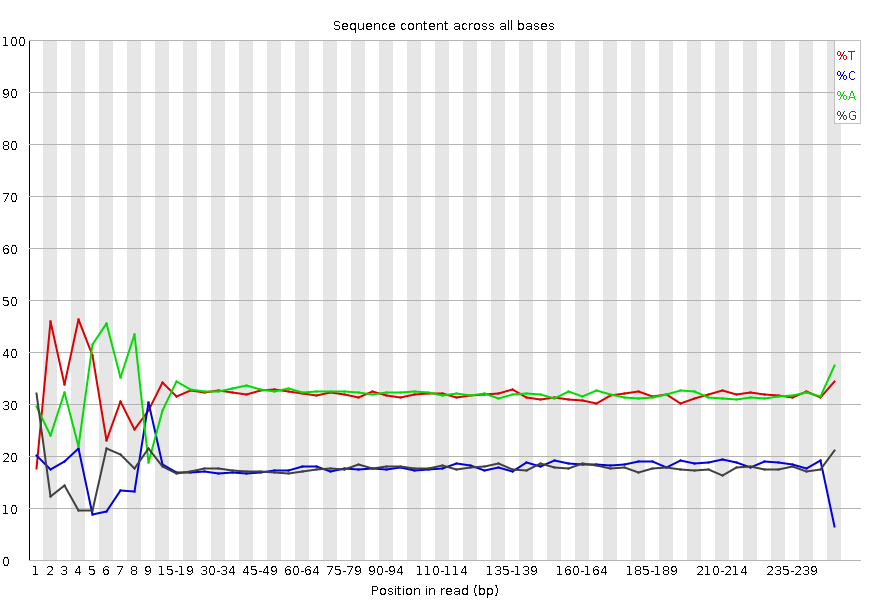 Sequence content across all bases
100
90
80
70
60
50
40
30
20
10
0
%T
%C
%A
%G
1 2 3 4 5 6 7 8 9 15-19 30-34 45-49 60-64 75-79 90-94 110-114 135-139 160-164 185-189 210-214 235-239
Position in read (bp)